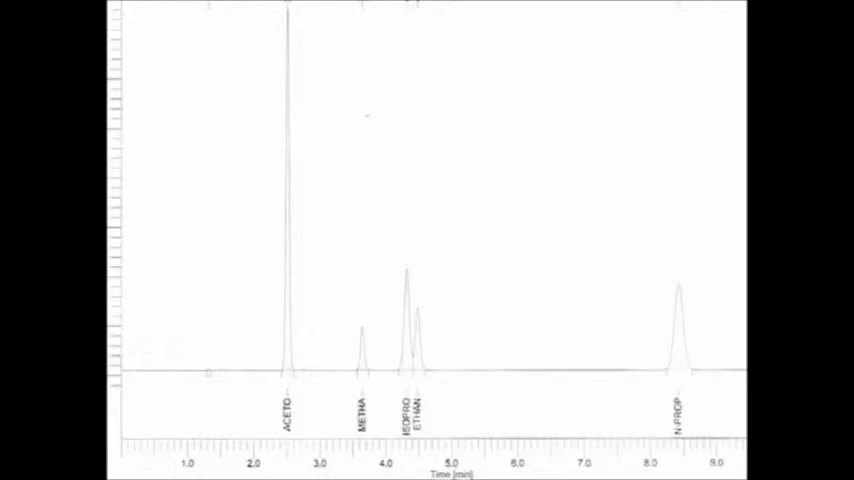 ACETO
METHA
ISOPRO
ETHAN
N-PROP
1.0 2.0 3.0 4.0 5.0 6.0 7.0 8.0 9.0
Time [min]